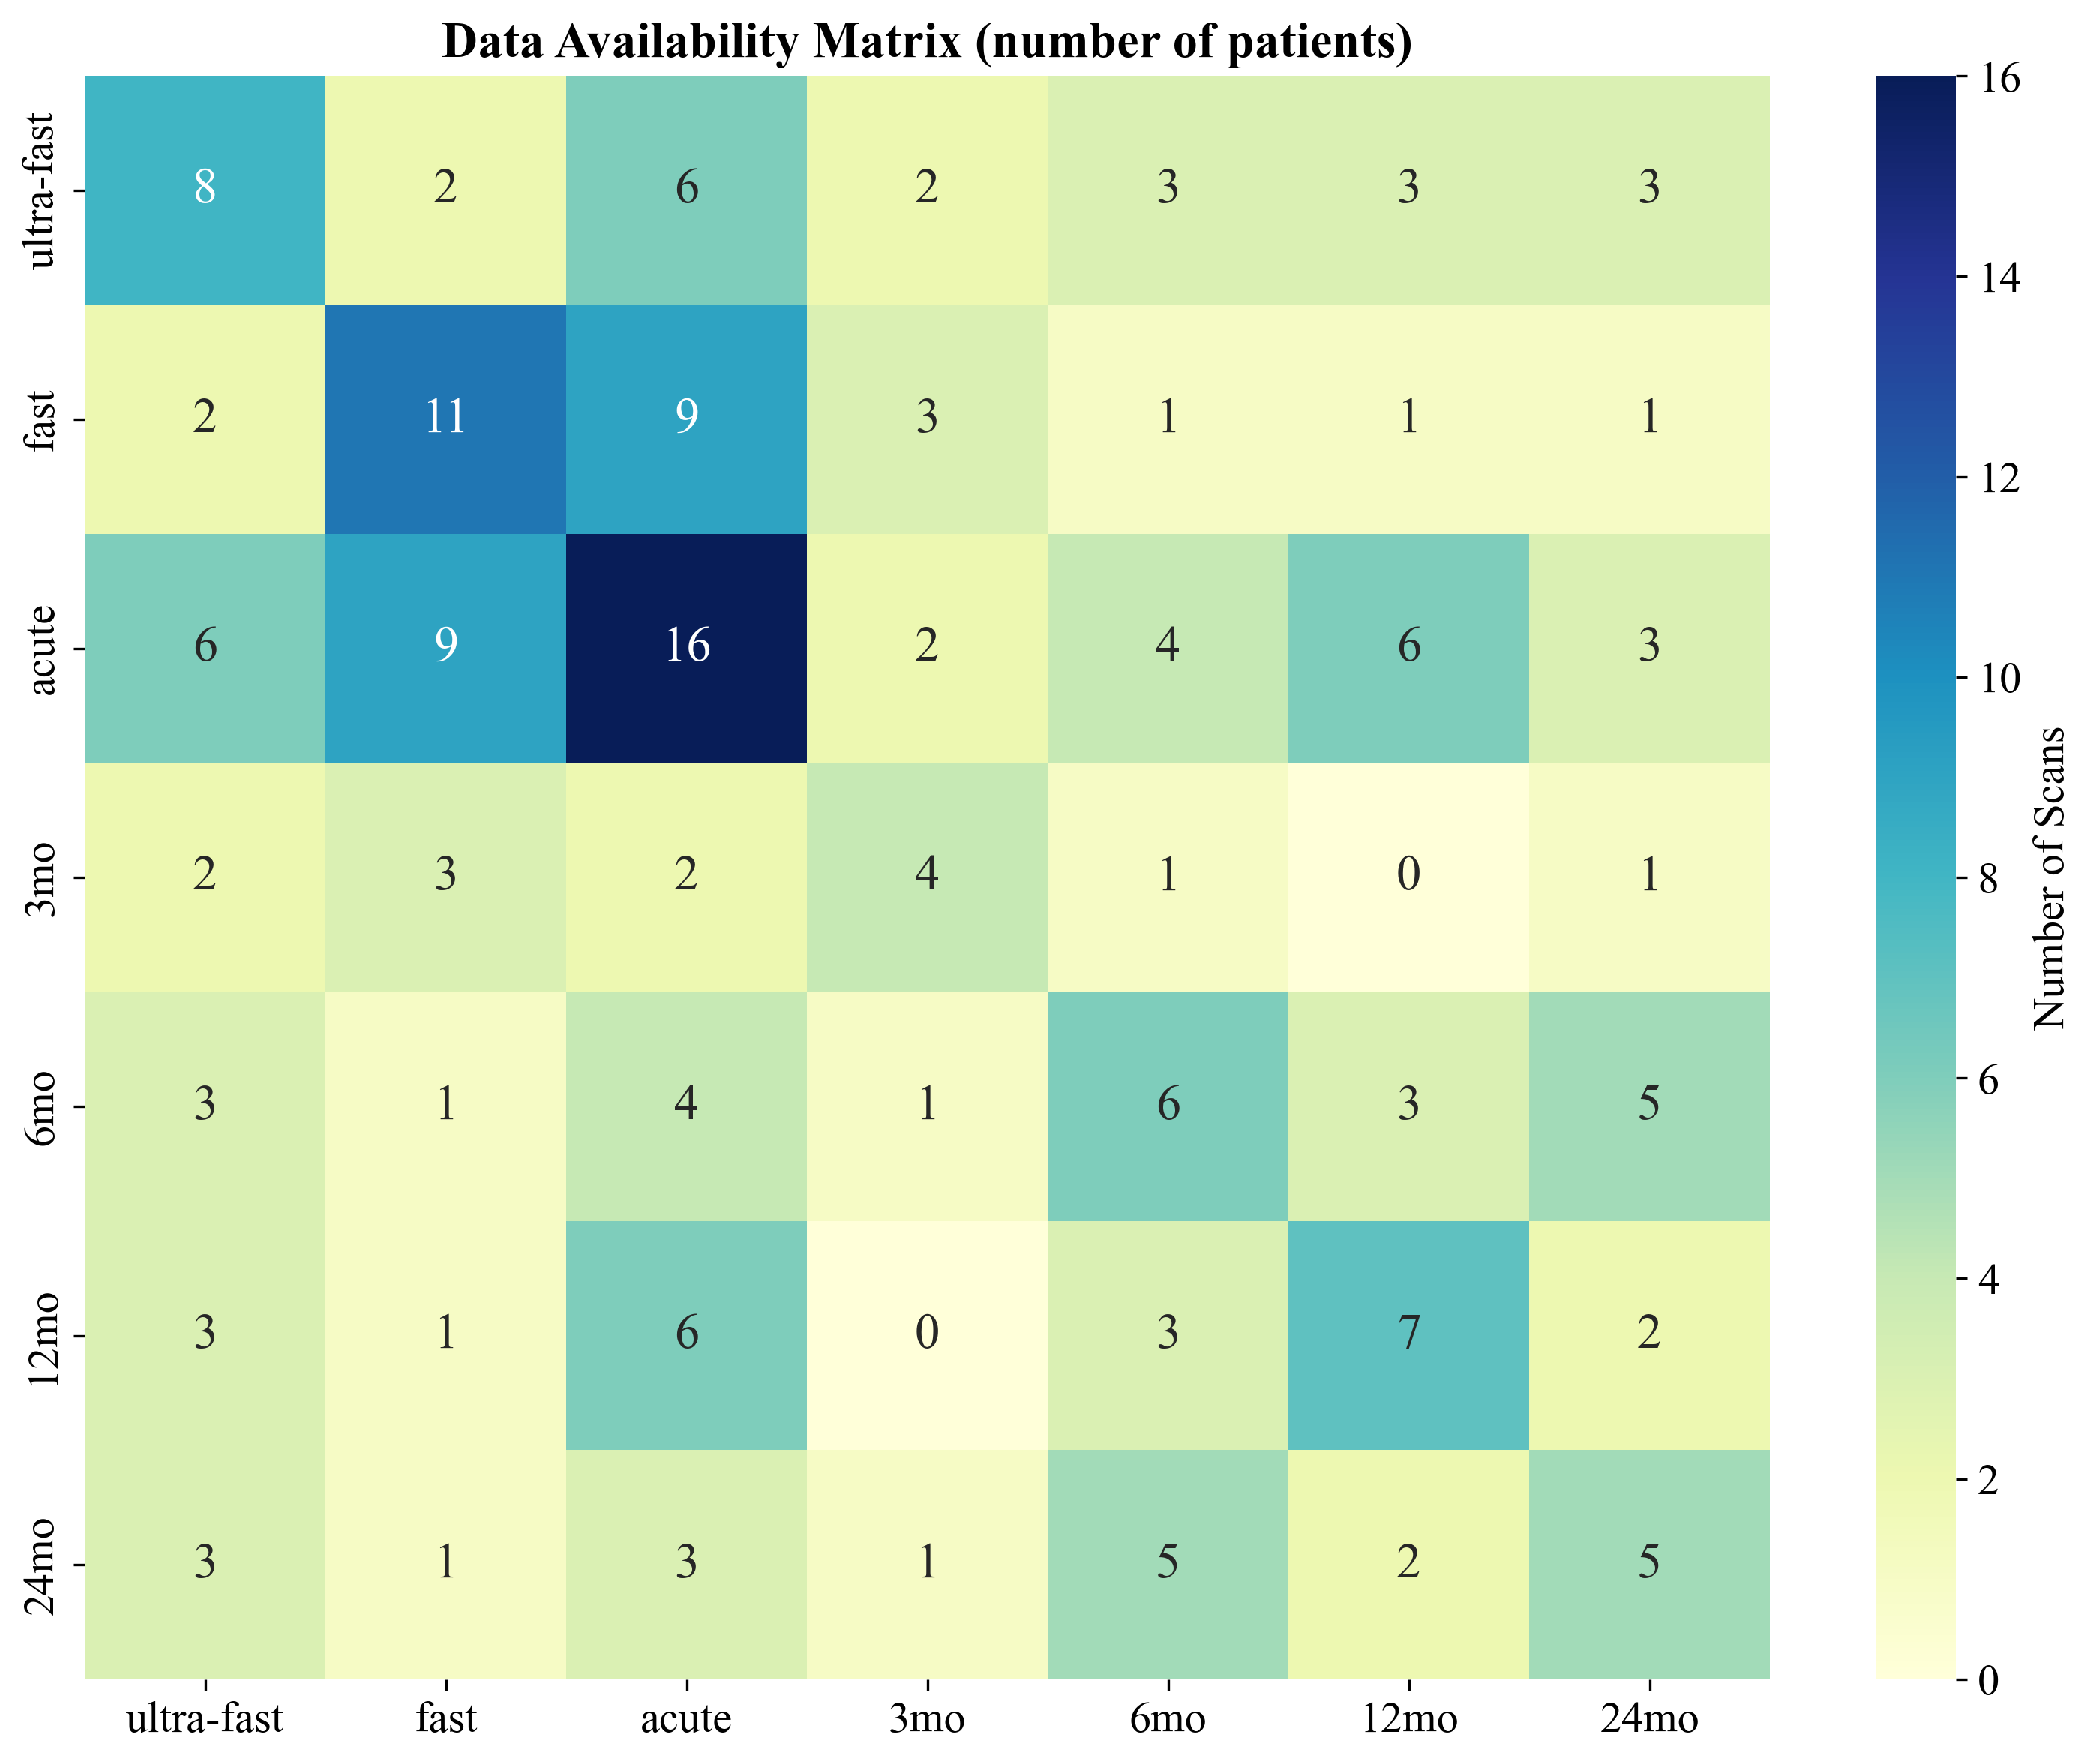 Data Availability Matrix (number of patients)
ultra-fast 8 2 6 2 3 3 3
fast 2 11 9 3 1 1 1
acute 6 9 16 2 4 6 3
3mo 2 3 2 4 1 0 1
6mo 3 1 4 1 6 3 5
12mo 3 1 6 0 3 7 2
24mo 3 1 3 1 5 2 5
ultra-fast fast acute 3mo 6mo 12mo 24mo
16
14
12
10
8
6
4
2
0
Number of Scans